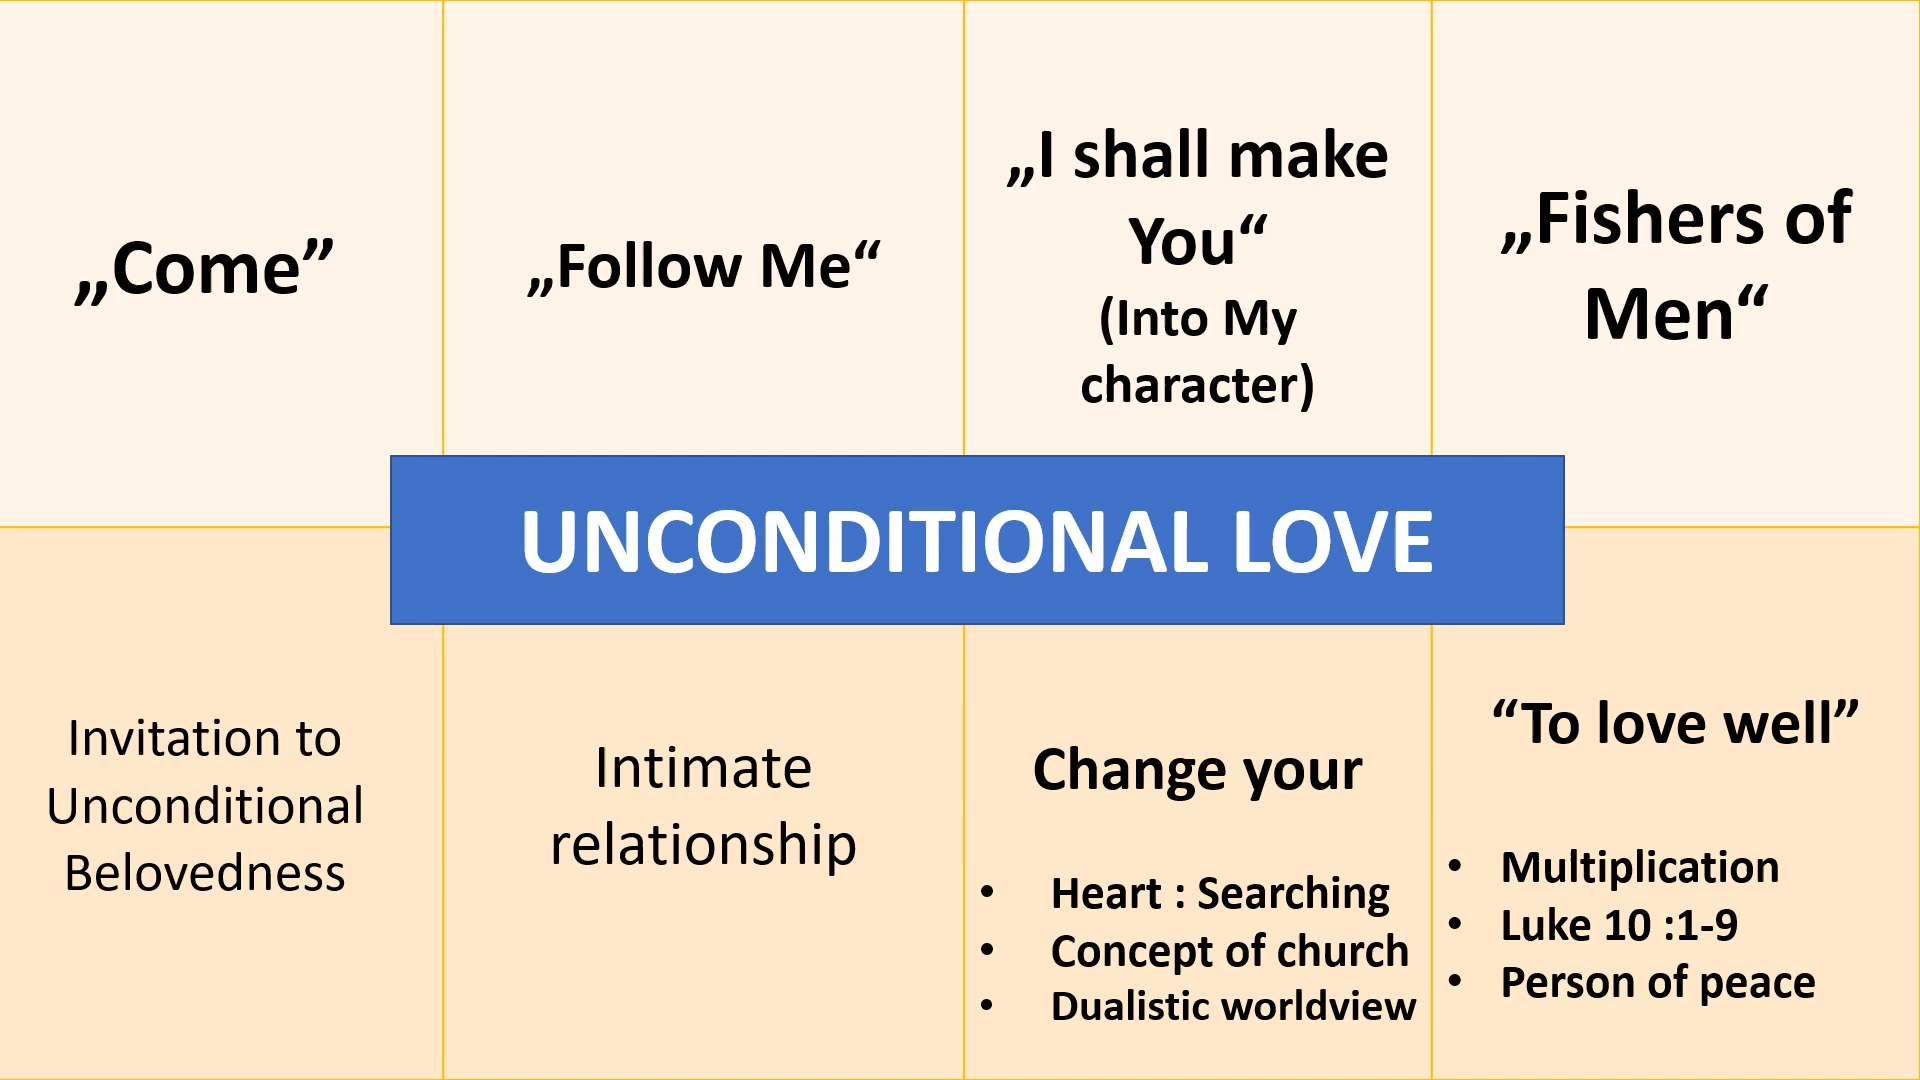 „Come”
„Follow Me“
„I shall make
You“
(Into My
character)
„Fishers of
Men“
UNCONDITIONAL LOVE
Invitation to
Unconditional
Belovedness
Intimate
relationship
Change your
• Heart : Searching
• Concept of church
• Dualistic worldview
“To love well”
• Multiplication
• Luke 10 :1-9
• Person of peace